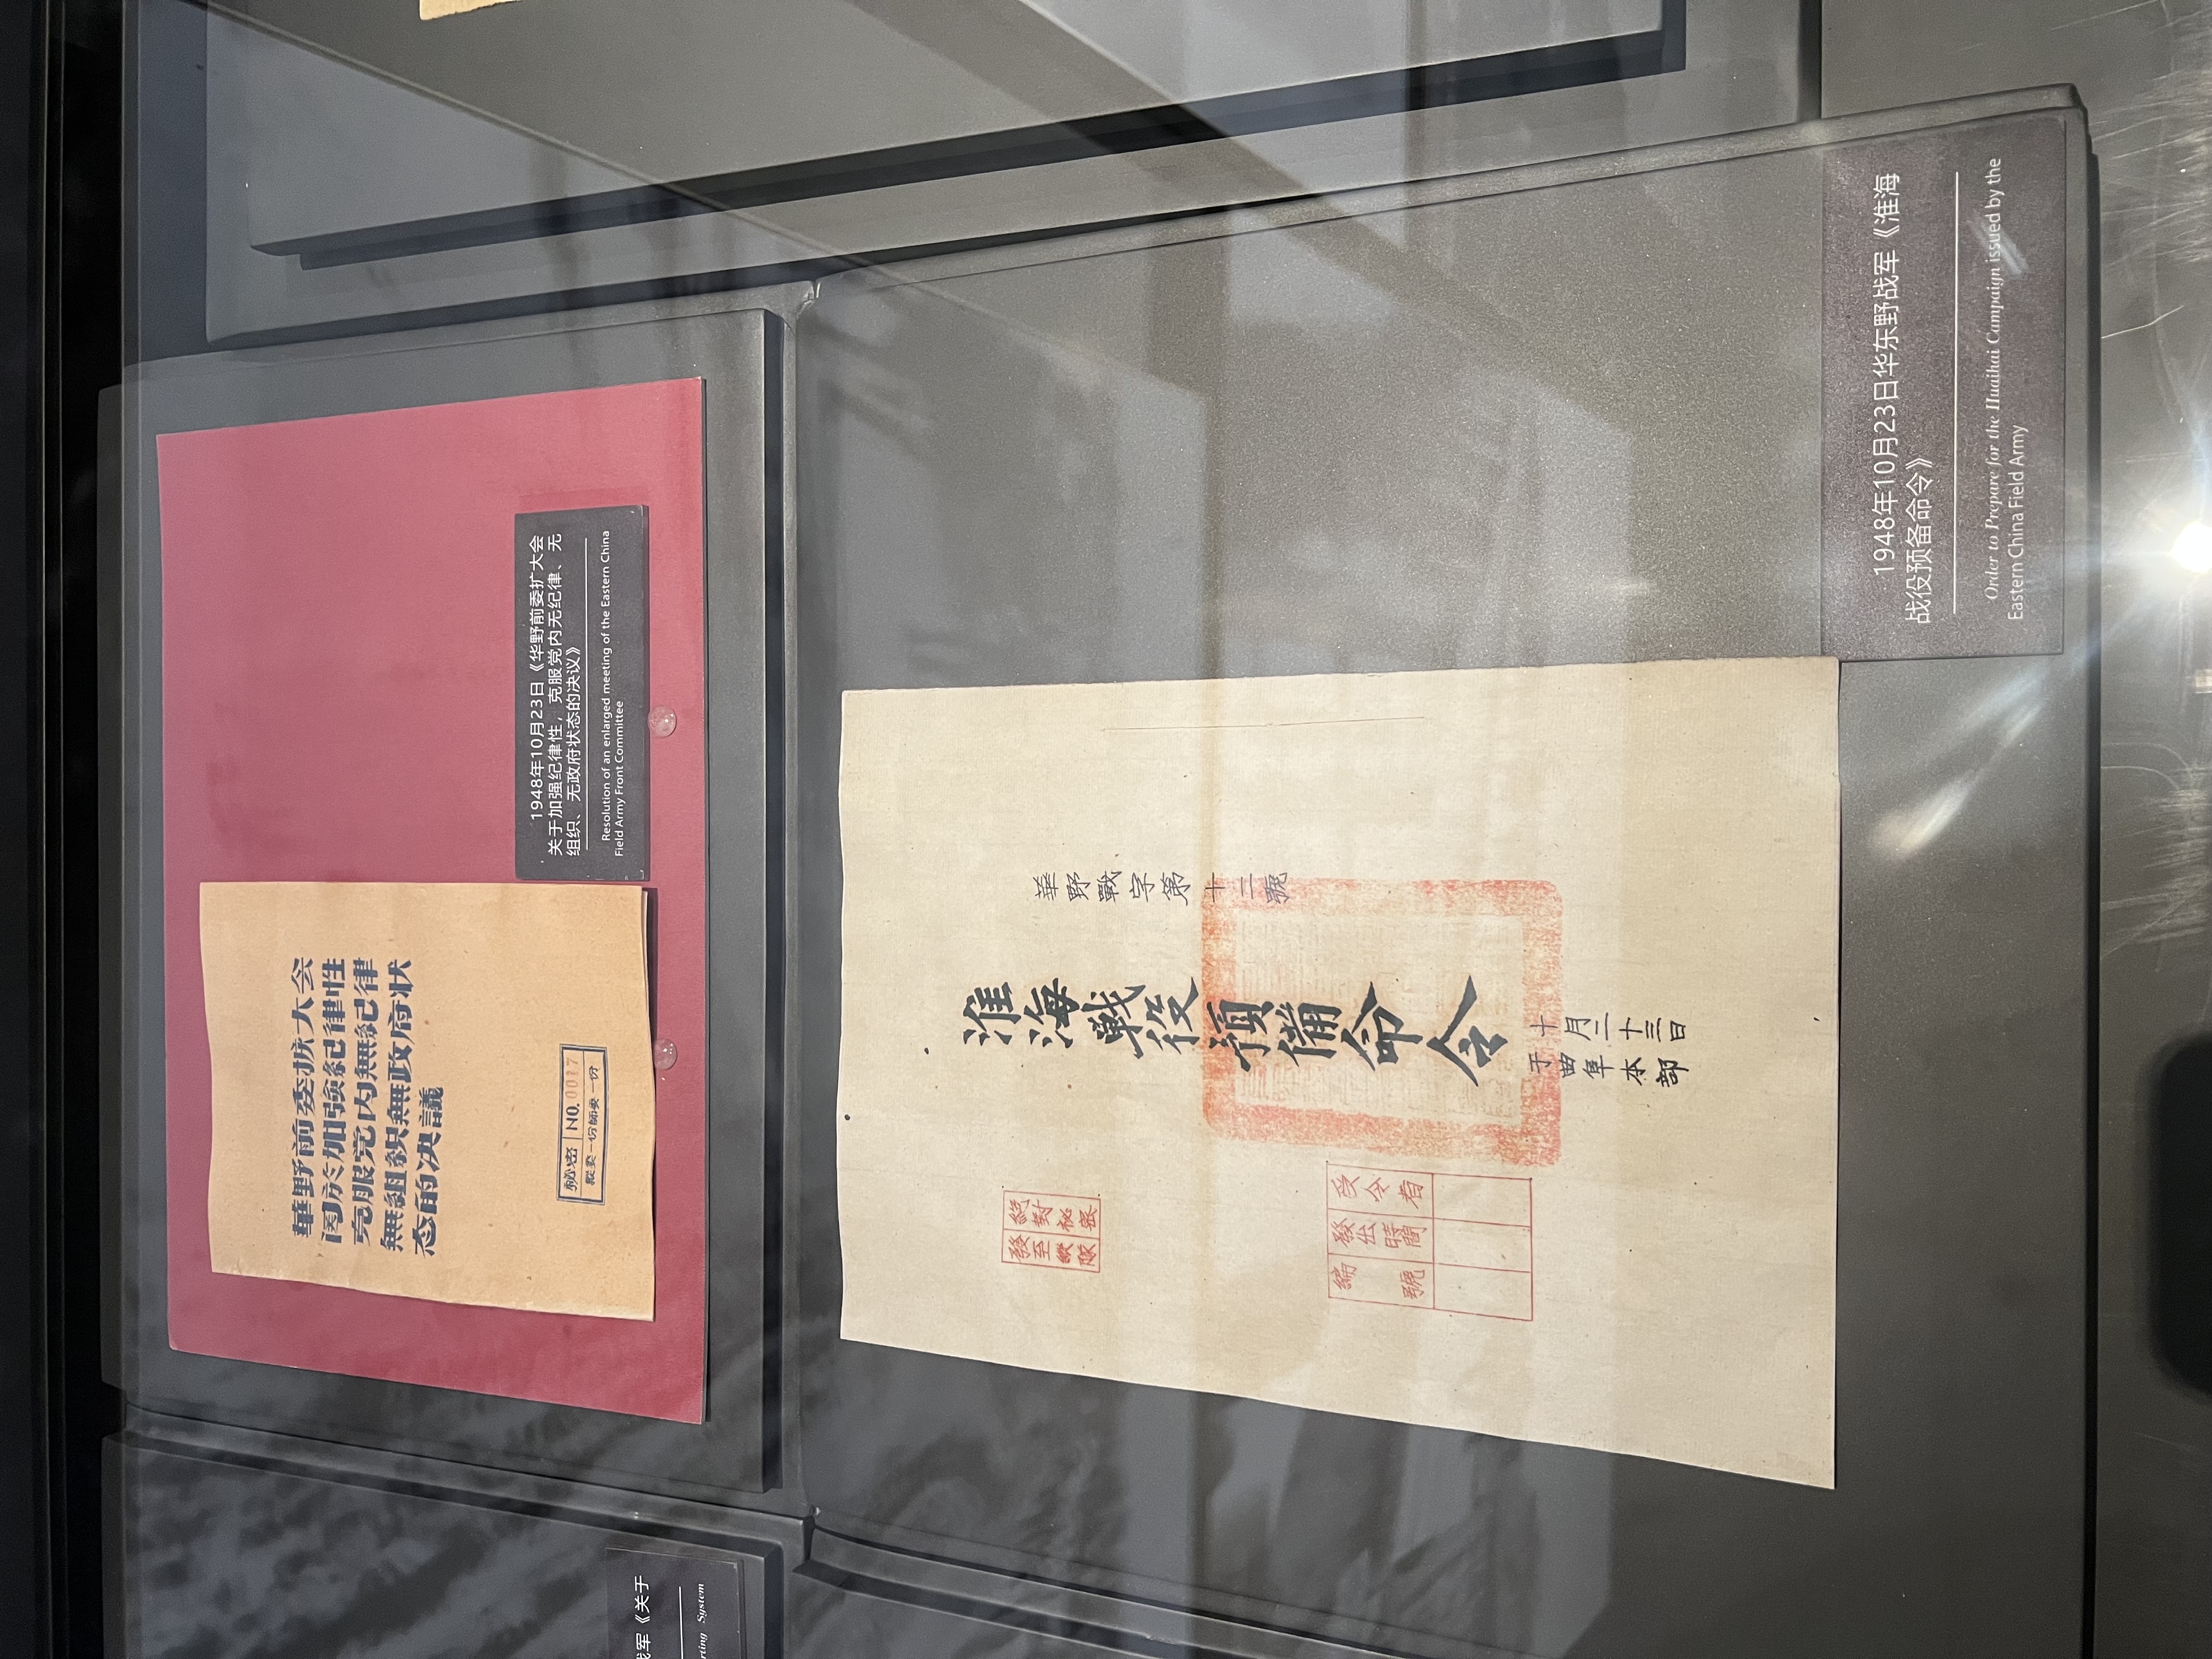 華野前委扩大会
関於加強紀律性
克服党内無紀律
無組織無政府状
态的决議
秘密 NO.0017
縱委一份師委一份
1948年10月23日《华野前委扩大会
关于加强纪律性，克服党内无纪律、无
组织、无政府状态的决议》
Resolution of an enlarged meeting of the Eastern China
Field Army Front Committee
战军《关于
rting System
華野戰字第十二號
淮海戰役預備命令
十月二十三日
于曲阜本部
絕對秘密
發至縱隊
受令者
發出時間
編號
1948年10月23日华东野战军《淮海
战役预备命令》
Order to Prepare for the Huaihai Campaign issued by the
Eastern China Field Army